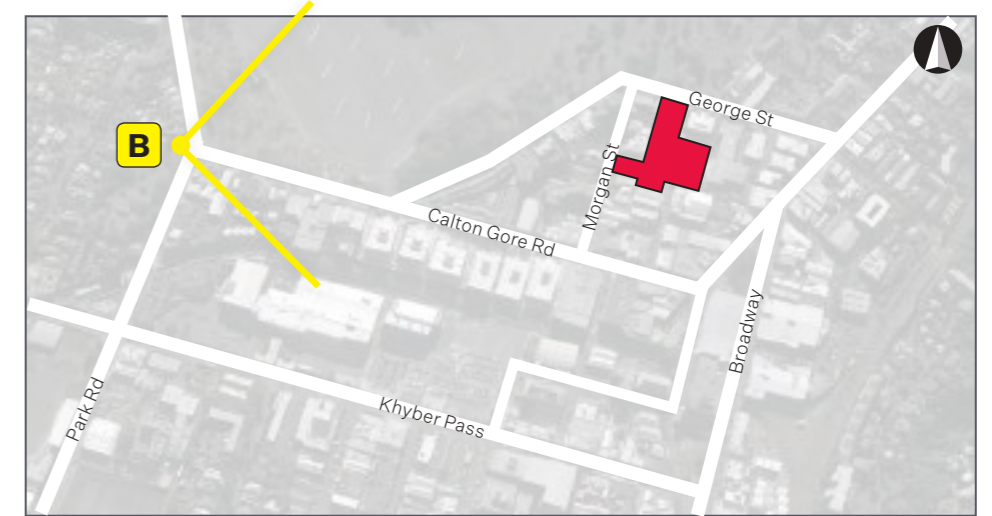 George St
B
Morgan St
Calton Gore Rd
Broadway
Park Rd
Khyber Pass